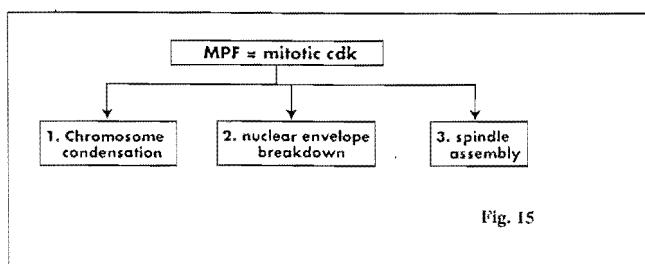 MPF = mitotic cdk
1. Chromosome
condensation
2. nuclear envelope
breakdown
3. spindle
assembly
Fig. 15